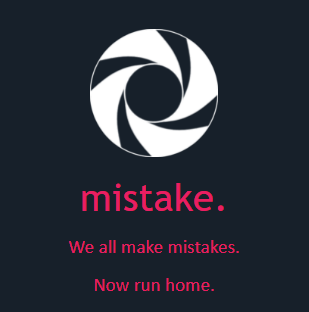 mistake.
We all make mistakes.
Now run home.